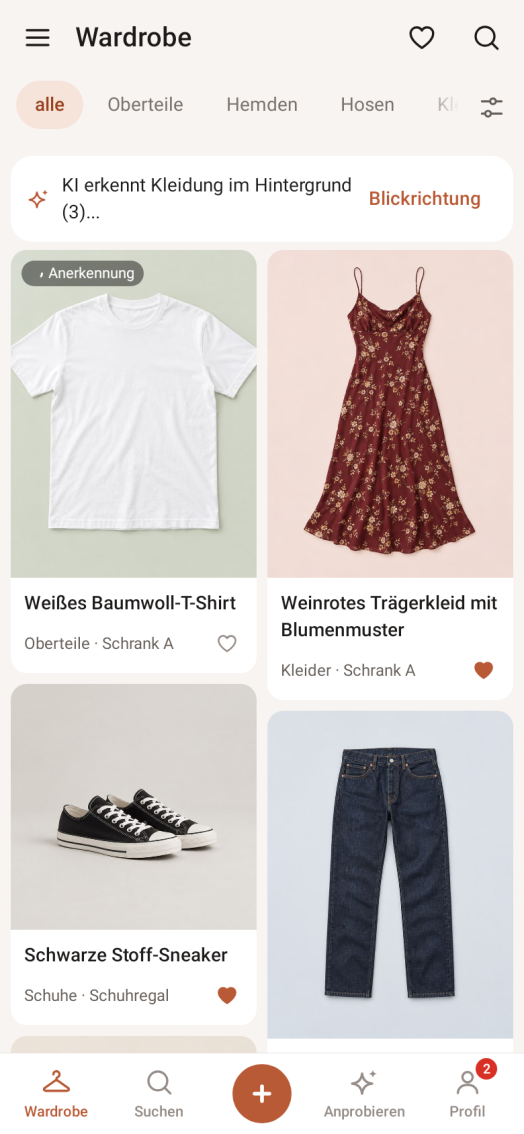 Wardrobe
alle
Oberteile
Hemden
Hosen
KI erkennt Kleidung im Hintergrund
(3)...
Blickrichtung
Anerkennung
Weißes Baumwoll-T-Shirt
Oberteile · Schrank A
Weinrotes Trägerkleid mit
Blumenmuster
Kleider · Schrank A
Schwarze Stoff-Sneaker
Schuhe · Schuhregal
Wardrobe
Suchen
Anprobieren
2
Profil